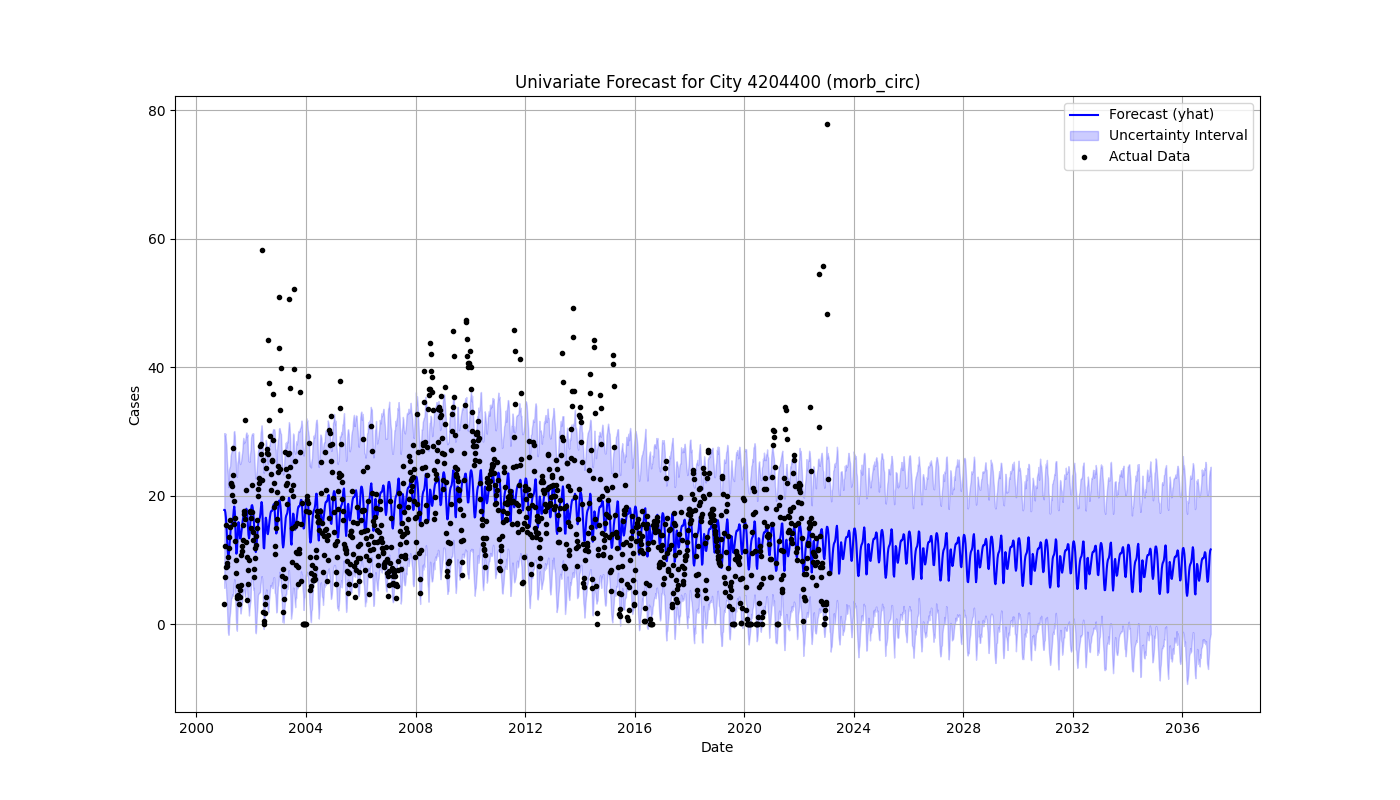 Univariate Forecast for City 4204400 (morb_circ)
80
60
40
20
0
Cases
Forecast (yhat)
Uncertainty Interval
Actual Data
2000 2004 2008 2012 2016 2020 2024 2028 2032 2036
Date